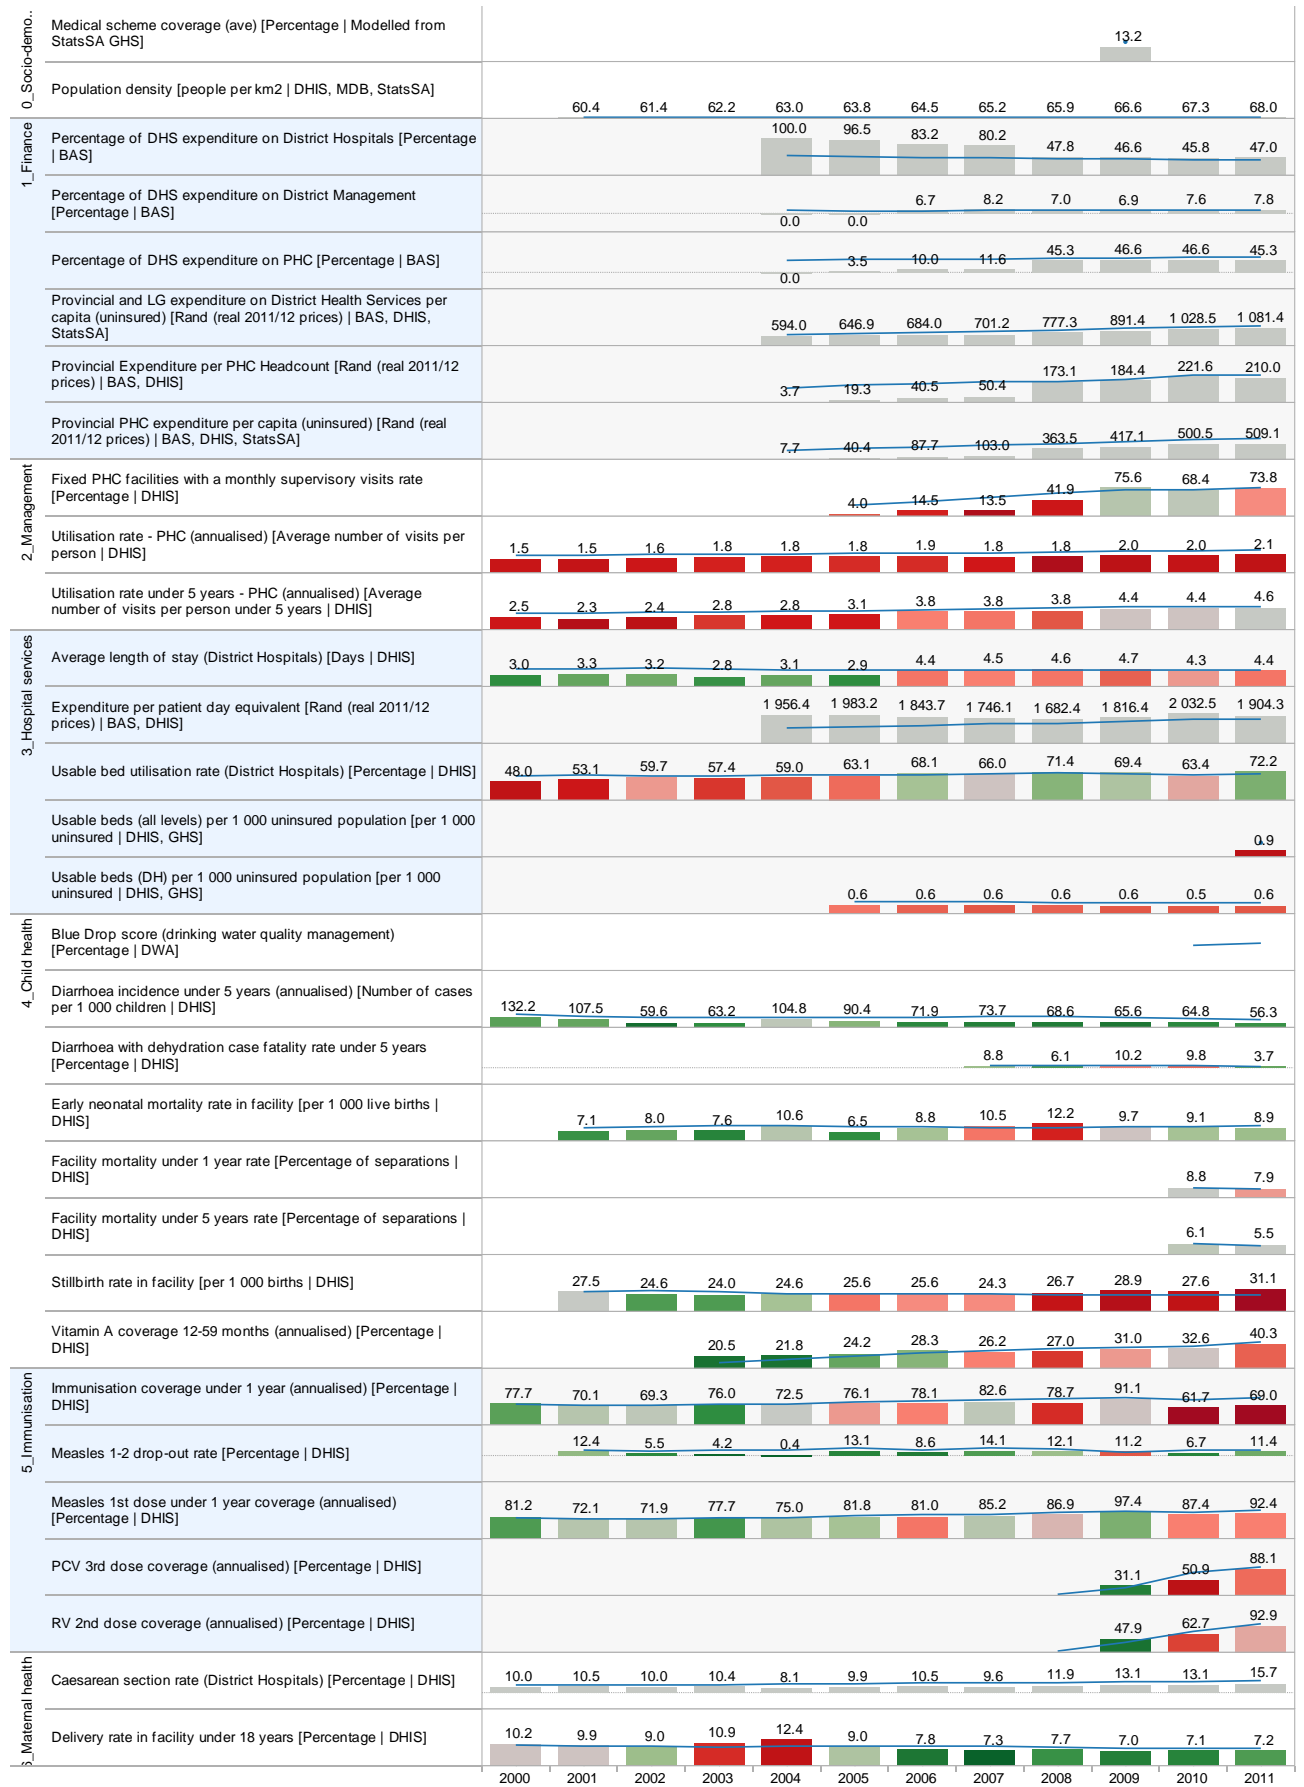 0_Socio-demo..
Medical scheme coverage (ave) [Percentage | Modelled from
StatsSA GHS]
13.2
Population density [people per km2 | DHIS, MDB, StatsSA]
60.4 61.4 62.2 63.0 63.8 64.5 65.2 65.9 66.6 67.3 68.0
1_Finance
Percentage of DHS expenditure on District Hospitals [Percentage
| BAS]
100.0 96.5 83.2 80.2 47.8 46.6 45.8 47.0
Percentage of DHS expenditure on District Management
[Percentage | BAS]
0.0 0.0 6.7 8.2 7.0 6.9 7.6 7.8
Percentage of DHS expenditure on PHC [Percentage | BAS]
0.0 3.5 10.0 11.6 45.3 46.6 46.6 45.3
Provincial and LG expenditure on District Health Services per
capita (uninsured) [Rand (real 2011/12 prices) | BAS, DHIS,
StatsSA]
594.0 646.9 684.0 701.2 777.3 891.4 1 028.5 1 081.4
Provincial Expenditure per PHC Headcount [Rand (real 2011/12
prices) | BAS, DHIS]
3.7 19.3 40.5 50.4 173.1 184.4 221.6 210.0
Provincial PHC expenditure per capita (uninsured) [Rand (real
2011/12 prices) | BAS, DHIS, StatsSA]
7.7 40.4 87.7 103.0 363.5 417.1 500.5 509.1
2_Management
Fixed PHC facilities with a monthly supervisory visits rate
[Percentage | DHIS]
4.0 14.5 13.5 41.9 75.6 68.4 73.8
Utilisation rate - PHC (annualised) [Average number of visits per
person | DHIS]
1.5 1.5 1.6 1.8 1.8 1.8 1.9 1.8 1.8 2.0 2.0 2.1
Utilisation rate under 5 years - PHC (annualised) [Average
number of visits per person under 5 years | DHIS]
2.5 2.3 2.4 2.8 2.8 3.1 3.8 3.8 3.8 4.4 4.4 4.6
3_Hospital services
Average length of stay (District Hospitals) [Days | DHIS]
3.0 3.3 3.2 2.8 3.1 2.9 4.4 4.5 4.6 4.7 4.3 4.4
Expenditure per patient day equivalent [Rand (real 2011/12
prices) | BAS, DHIS]
1 956.4 1 983.2 1 843.7 1 746.1 1 682.4 1 816.4 2 032.5 1 904.3
Usable bed utilisation rate (District Hospitals) [Percentage | DHIS]
48.0 53.1 59.7 57.4 59.0 63.1 68.1 66.0 71.4 69.4 63.4 72.2
Usable beds (all levels) per 1 000 uninsured population [per 1 000
uninsured | DHIS, GHS]
0.9
Usable beds (DH) per 1 000 uninsured population [per 1 000
uninsured | DHIS, GHS]
0.6 0.6 0.6 0.6 0.6 0.5 0.6
4_Child health
Blue Drop score (drinking water quality management)
[Percentage | DWA]
Diarrhoea incidence under 5 years (annualised) [Number of cases
per 1 000 children | DHIS]
132.2 107.5 59.6 63.2 104.8 90.4 71.9 73.7 68.6 65.6 64.8 56.3
Diarrhoea with dehydration case fatality rate under 5 years
[Percentage | DHIS]
8.8 6.1 10.2 9.8 3.7
Early neonatal mortality rate in facility [per 1 000 live births |
DHIS]
7.1 8.0 7.6 10.6 6.5 8.8 10.5 12.2 9.7 9.1 8.9
Facility mortality under 1 year rate [Percentage of separations |
DHIS]
8.8 7.9
Facility mortality under 5 years rate [Percentage of separations |
DHIS]
6.1 5.5
Stillbirth rate in facility [per 1 000 births | DHIS]
27.5 24.6 24.0 24.6 25.6 25.6 24.3 26.7 28.9 27.6 31.1
Vitamin A coverage 12-59 months (annualised) [Percentage |
DHIS]
20.5 21.8 24.2 28.3 26.2 27.0 31.0 32.6 40.3
5_Immunisation
Immunisation coverage under 1 year (annualised) [Percentage |
DHIS]
77.7 70.1 69.3 76.0 72.5 76.1 78.1 82.6 78.7 91.1 61.7 69.0
Measles 1-2 drop-out rate [Percentage | DHIS]
12.4 5.5 4.2 0.4 13.1 8.6 14.1 12.1 11.2 6.7 11.4
Measles 1st dose under 1 year coverage (annualised)
[Percentage | DHIS]
81.2 72.1 71.9 77.7 75.0 81.8 81.0 85.2 86.9 97.4 87.4 92.4
PCV 3rd dose coverage (annualised) [Percentage | DHIS]
31.1 50.9 88.1
RV 2nd dose coverage (annualised) [Percentage | DHIS]
47.9 62.7 92.9
6_Maternal health
Caesarean section rate (District Hospitals) [Percentage | DHIS]
10.0 10.5 10.0 10.4 8.1 9.9 10.5 9.6 11.9 13.1 13.1 15.7
Delivery rate in facility under 18 years [Percentage | DHIS]
10.2 9.9 9.0 10.9 12.4 9.0 7.8 7.3 7.7 7.0 7.1 7.2
2000 2001 2002 2003 2004 2005 2006 2007 2008 2009 2010 2011